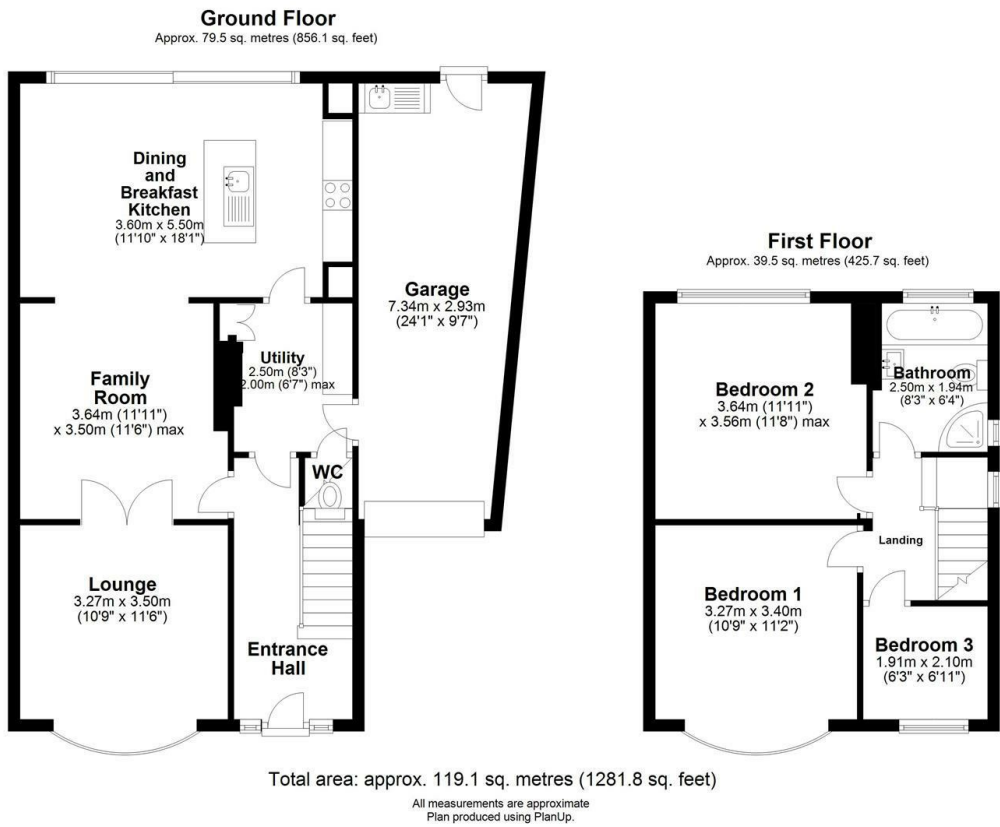 Ground Floor
Approx. 79.5 sq. metres (856.1 sq. feet)
Dining
and
Breakfast
Kitchen
3.60m x 5.50m
(11'10" x 18'1")
Garage
7.34m x 2.93m
(24'1" x 9'7")
Utility
2.50m (8'3")
2.00m (6'7") max
Family
Room
3.64m (11'11")
x 3.50m (11'6") max
WC
Lounge
3.27m x 3.50m
(10'9" x 11'6")
Entrance
Hall
First Floor
Approx. 39.5 sq. metres (425.7 sq. feet)
Bedroom 2
3.64m (11'11")
x 3.56m (11'8") max
Bathroom
2.50m x 1.94m
(8'3" x 6'4")
Landing
Bedroom 1
3.27m x 3.40m
(10'9" x 11'2")
Bedroom 3
1.91m x 2.10m
(6'3" x 6'11")
Total area: approx. 119.1 sq. metres (1281.8 sq. feet)
All measurements are approximate
Plan produced using PlanUp.